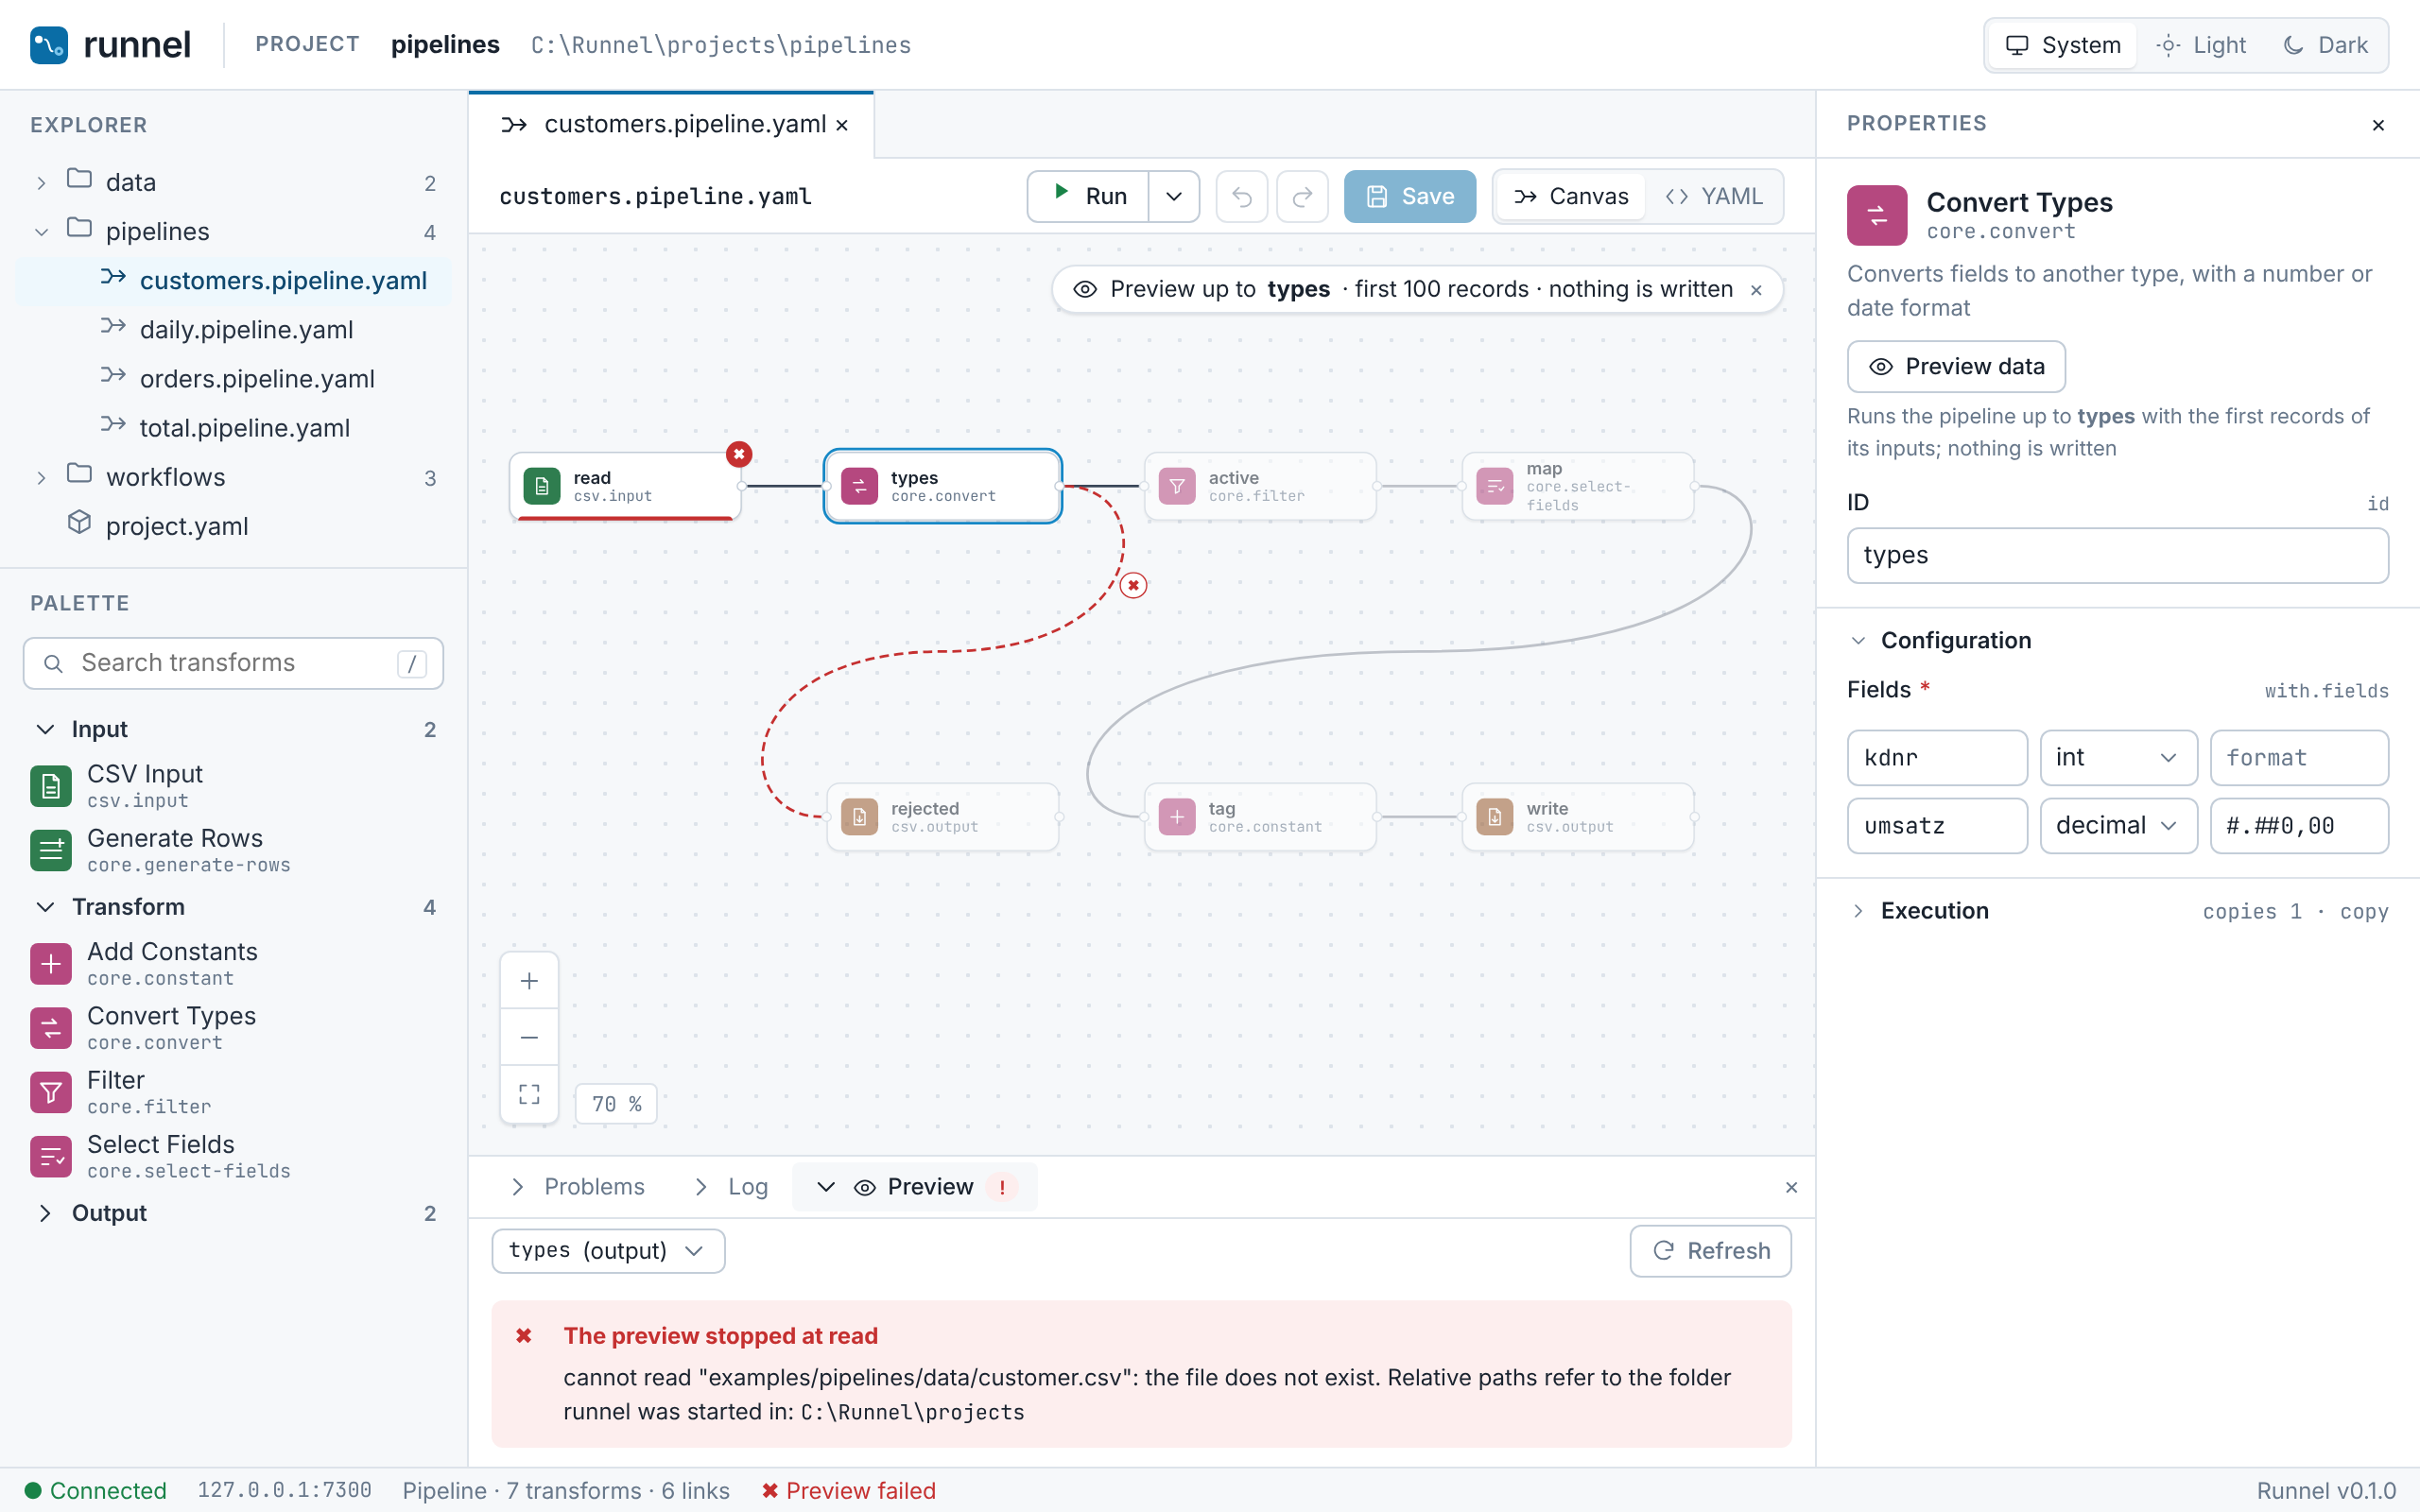 runnel
PROJECT pipelines C:\Runnel\projects\pipelines
System Light Dark
EXPLORER
data 2
pipelines 4
customers.pipeline.yaml
daily.pipeline.yaml
orders.pipeline.yaml
total.pipeline.yaml
workflows 3
project.yaml
PALETTE
Search transforms /
Input 2
CSV Input
csv.input
Generate Rows
core.generate-rows
Transform 4
Add Constants
core.constant
Convert Types
core.convert
Filter
core.filter
Select Fields
core.select-fields
Output 2
customers.pipeline.yaml ×
customers.pipeline.yaml
Run Save Canvas YAML
Preview up to types · first 100 records · nothing is written ×
read
csv.input
types
core.convert
active
core.filter
map
core.select-
fields
rejected
csv.output
tag
core.constant
write
csv.output
70 %
Problems Log Preview !
types (output) Refresh
The preview stopped at read
cannot read "examples/pipelines/data/customer.csv": the file does not exist. Relative paths refer to the folder
runnel was started in: C:\Runnel\projects
PROPERTIES
Convert Types
core.convert
Converts fields to another type, with a number or
date format
Preview data
Runs the pipeline up to types with the first records of
its inputs; nothing is written
ID id
types
Configuration
Fields * with.fields
kdnr int format
umsatz decimal #.##0,00
Execution copies 1 · copy
Connected 127.0.0.1:7300 Pipeline · 7 transforms · 6 links Preview failed
Runnel v0.1.0